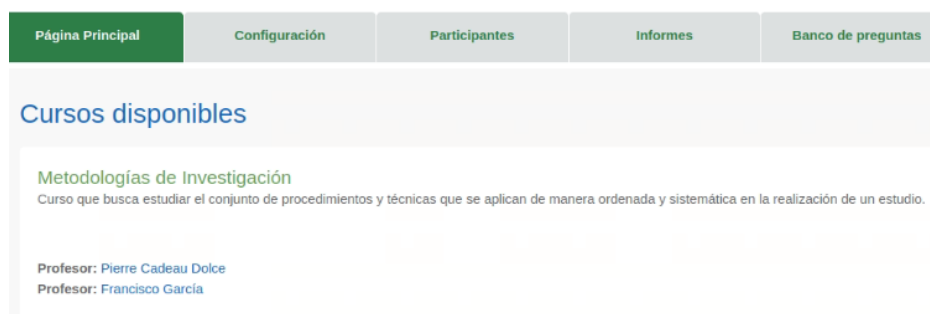 Página Principal
Configuración
Participantes
Informes
Banco de preguntas
Cursos disponibles
Metodologías de Investigación
Curso que busca estudiar el conjunto de procedimientos y técnicas que se aplican de manera ordenada y sistemática en la realización de un estudio.
Profesor: Pierre Cadeau Dolce
Profesor: Francisco García